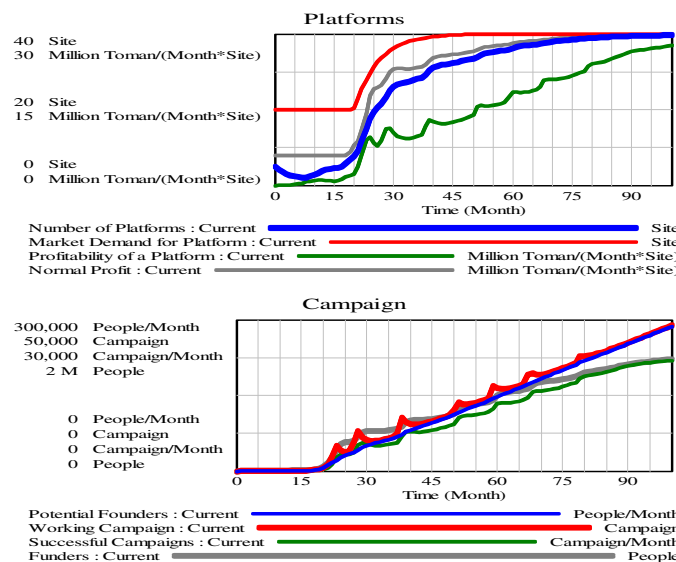 Platforms
40 Site
30 Million Toman/(Month*Site)
20 Site
15 Million Toman/(Month*Site)
0 Site
0 Million Toman/(Month*Site)
0 15 30 45 60 75 90
Time (Month)
Number of Platforms : Current Site
Market Demand for Platform : Current Site
Profitability of a Platform : Current Million Toman/(Month*Site)
Normal Profit : Current Million Toman/(Month*Site)
Campaign
300,000 People/Month
50,000 Campaign
30,000 Campaign/Month
2 M People
0 People/Month
0 Campaign
0 Campaign/Month
0 People
0 15 30 45 60 75 90
Time (Month)
Potential Founders : Current People/Month
Working Campaign : Current Campaign
Successful Campaigns : Current Campaign/Month
Funders : Current People